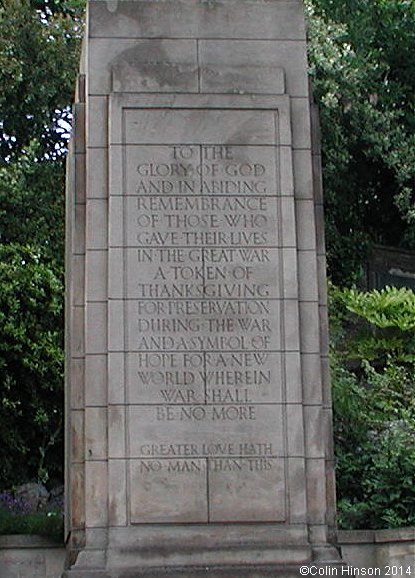 TO THE
GLORY OF GOD
AND IN ABIDING
REMEMBRANCE
OF THOSE WHO
GAVE THEIR LIVES
IN THE GREAT WAR
A TOKEN OF
THANKSGIVING
FOR PRESERVATION
DURING THE WAR
AND A SYMBOL OF
HOPE FOR A NEW
WORLD WHEREIN
WAR SHALL
BE NO MORE
GREATER LOVE HATH
NO MAN THAN THIS
©Colin Hinson 2014